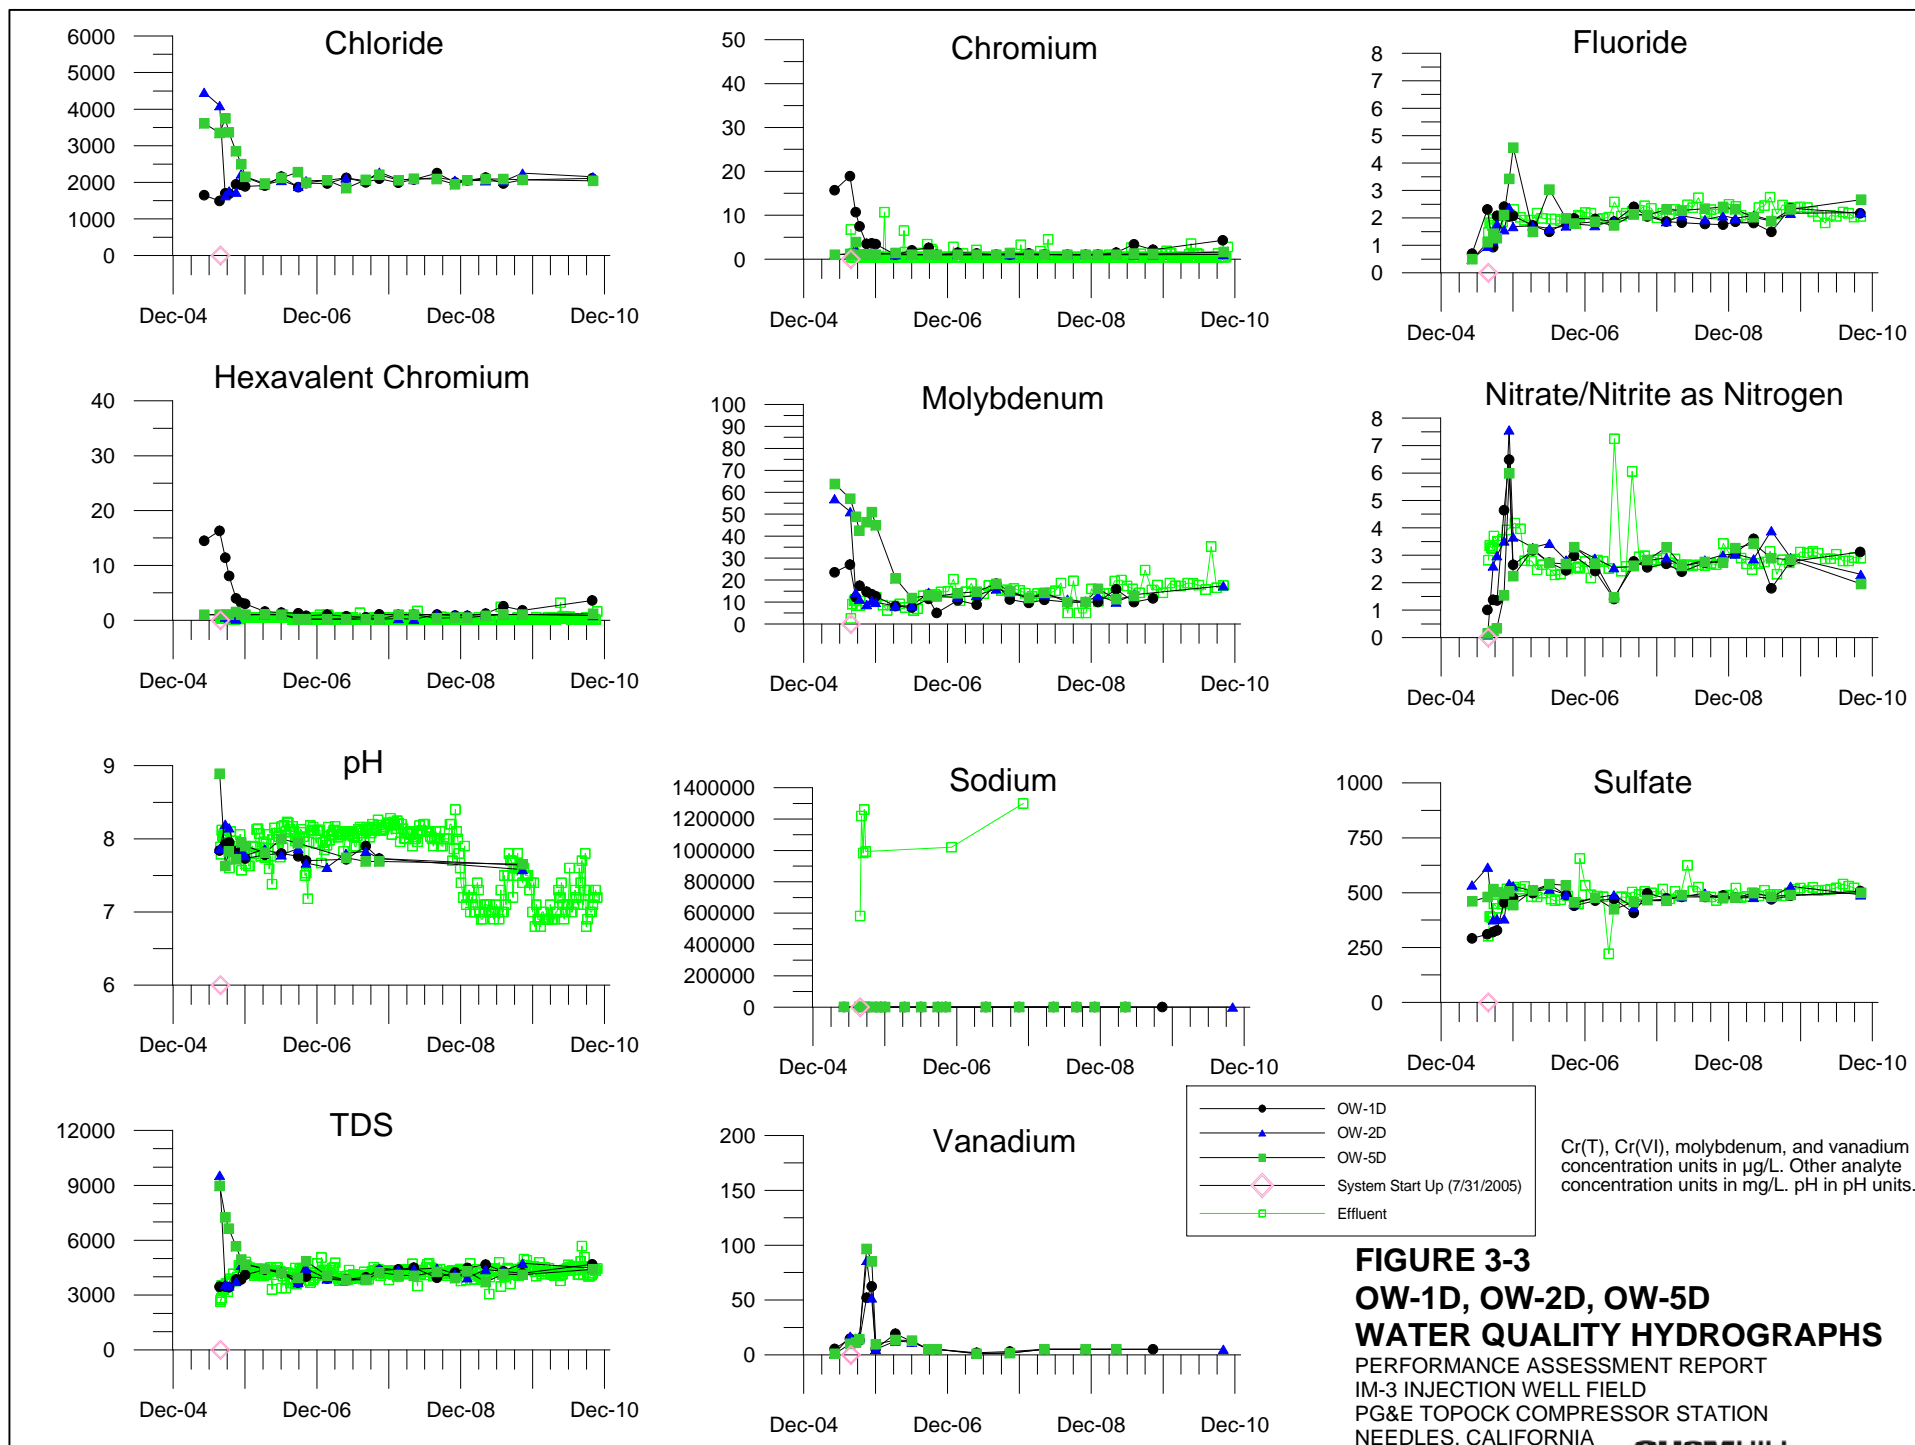 Chloride
6000
5000
4000
3000
2000
1000
0
Dec-04 Dec-06 Dec-08 Dec-10
Chromium
50
40
30
20
10
0
Dec-04 Dec-06 Dec-08 Dec-10
Fluoride
8
7
6
5
4
3
2
1
0
Dec-04 Dec-06 Dec-08 Dec-10
Hexavalent Chromium
40
30
20
10
0
Dec-04 Dec-06 Dec-08 Dec-10
Molybdenum
100
90
80
70
60
50
40
30
20
10
0
Dec-04 Dec-06 Dec-08 Dec-10
Nitrate/Nitrite as Nitrogen
8
7
6
5
4
3
2
1
0
Dec-04 Dec-06 Dec-08 Dec-10
pH
9
8
7
6
Dec-04 Dec-06 Dec-08 Dec-10
Sodium
1400000
1200000
1000000
800000
600000
400000
200000
0
Dec-04 Dec-06 Dec-08 Dec-10
Sulfate
1000
750
500
250
0
Dec-04 Dec-06 Dec-08 Dec-10
TDS
12000
9000
6000
3000
0
Dec-04 Dec-06 Dec-08 Dec-10
Vanadium
200
150
100
50
0
Dec-04 Dec-06 Dec-08 Dec-10
OW-1D
OW-2D
OW-5D
System Start Up (7/31/2005)
Effluent
Cr(T), Cr(VI), molybdenum, and vanadium
concentration units in µg/L. Other analyte
concentration units in mg/L. pH in pH units.
FIGURE 3-3
OW-1D, OW-2D, OW-5D
WATER QUALITY HYDROGRAPHS
PERFORMANCE ASSESSMENT REPORT
IM-3 INJECTION WELL FIELD
PG&E TOPOCK COMPRESSOR STATION
NEEDLES, CALIFORNIA